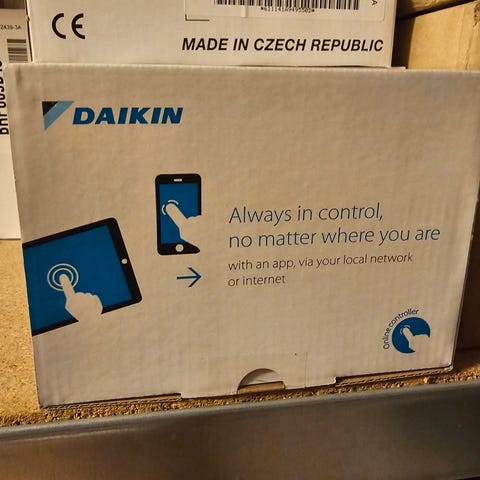 MADE IN CZECH REPUBLIC
DAIKIN
Always in control,
no matter where you are
with an app, via your local network
or internet
Online controller